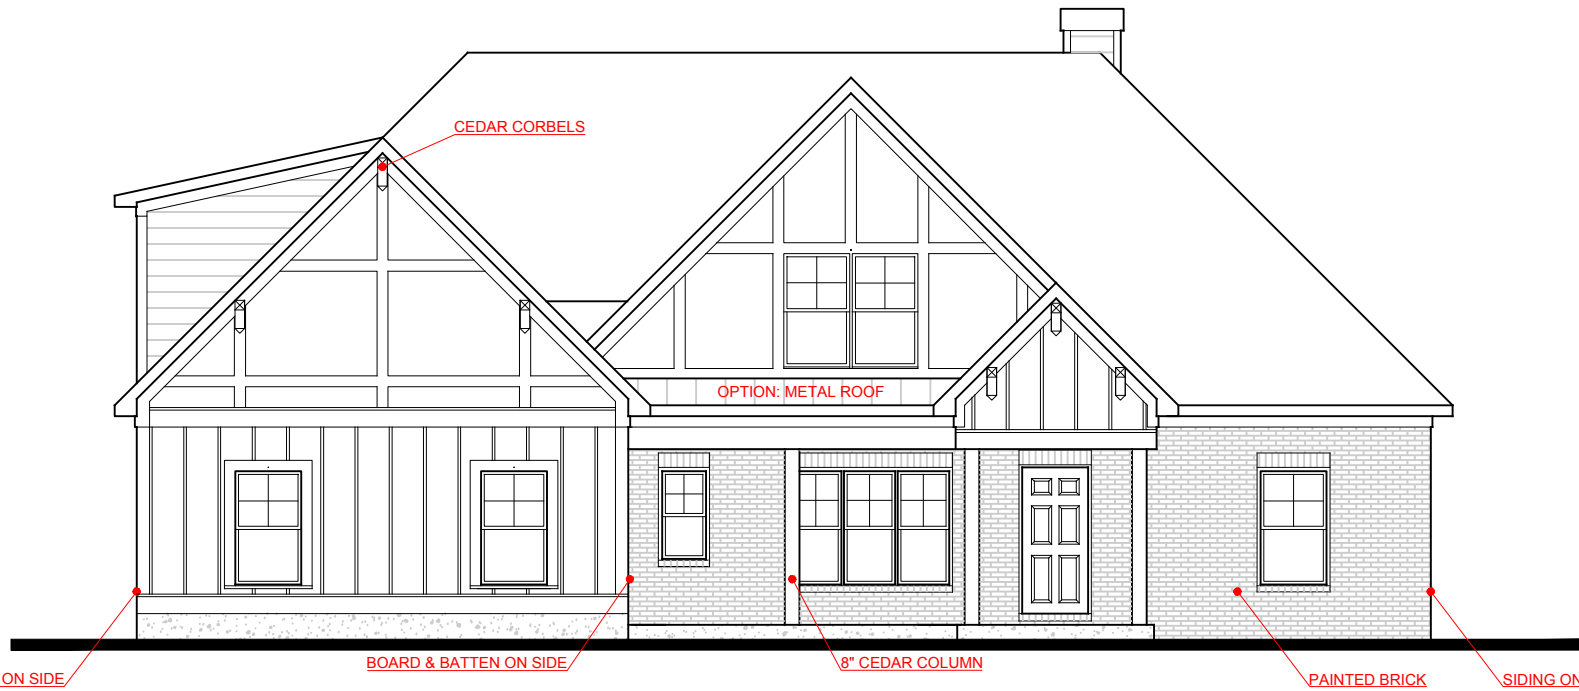 CEDAR CORBELS
OPTION: METAL ROOF
BOARD & BATTEN ON SIDE
8" CEDAR COLUMN
ON SIDE
PAINTED BRICK
SIDING ON